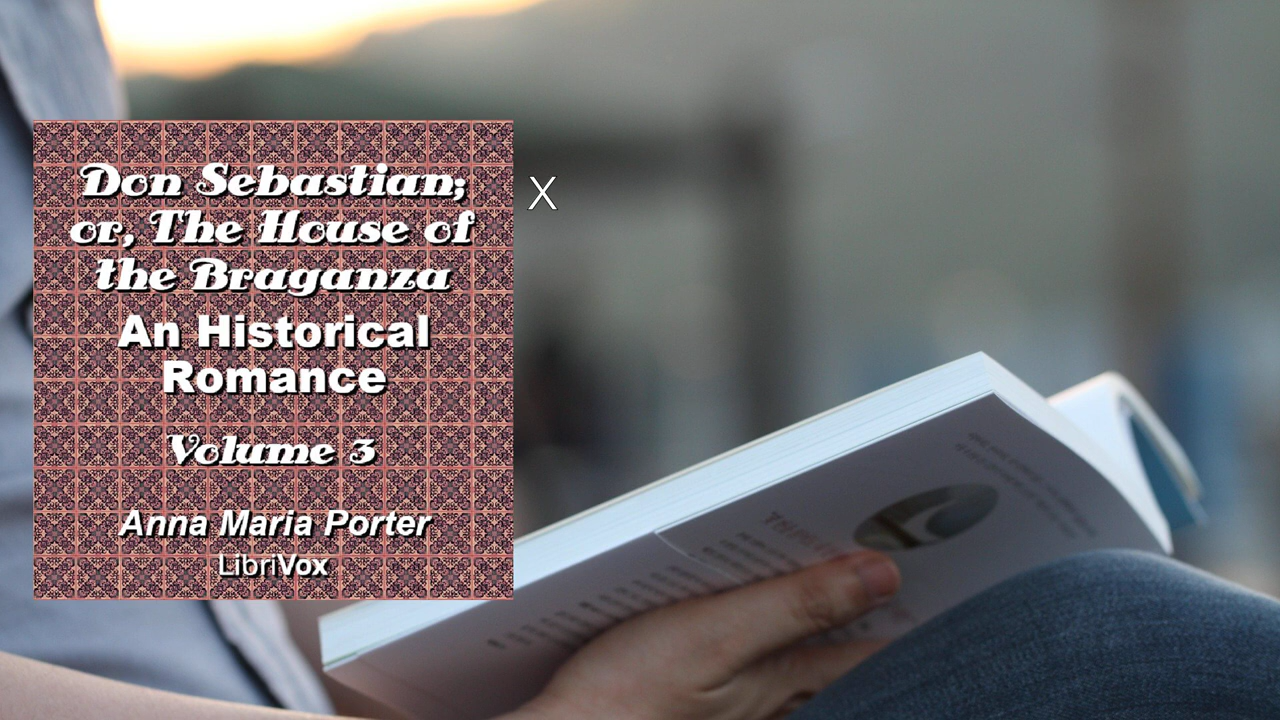 Don Sebastian;
or, The House of
the Braganza
An Historical
Romance
Volume 3
Anna Maria Porter
LibriVox
X